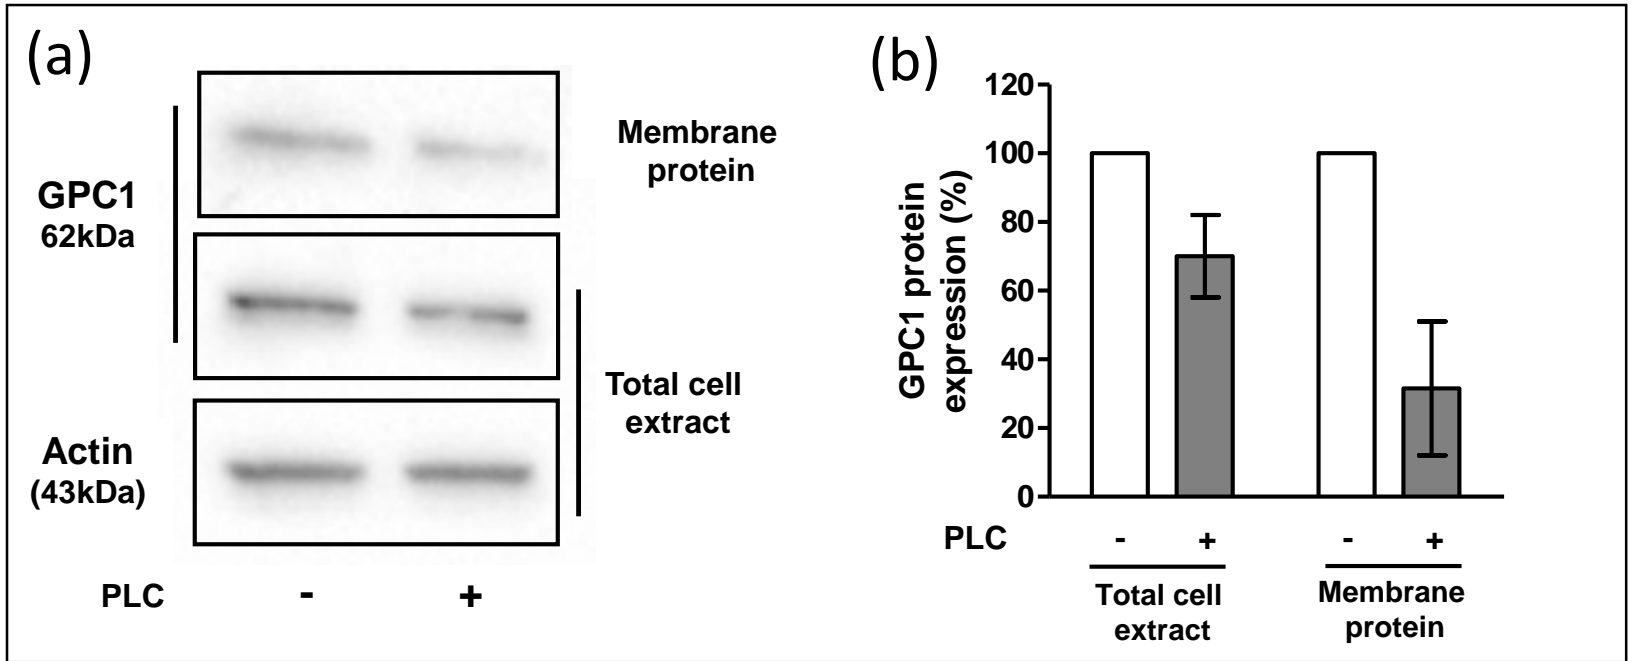 (a)
GPC1
62kDa
Membrane
protein
Total cell
extract
Actin
(43kDa)
PLC - +
(b)
GPC1 protein
expression (%)
120
100
80
60
40
20
0
PLC - + - +
Total cell
extract
Membrane
protein